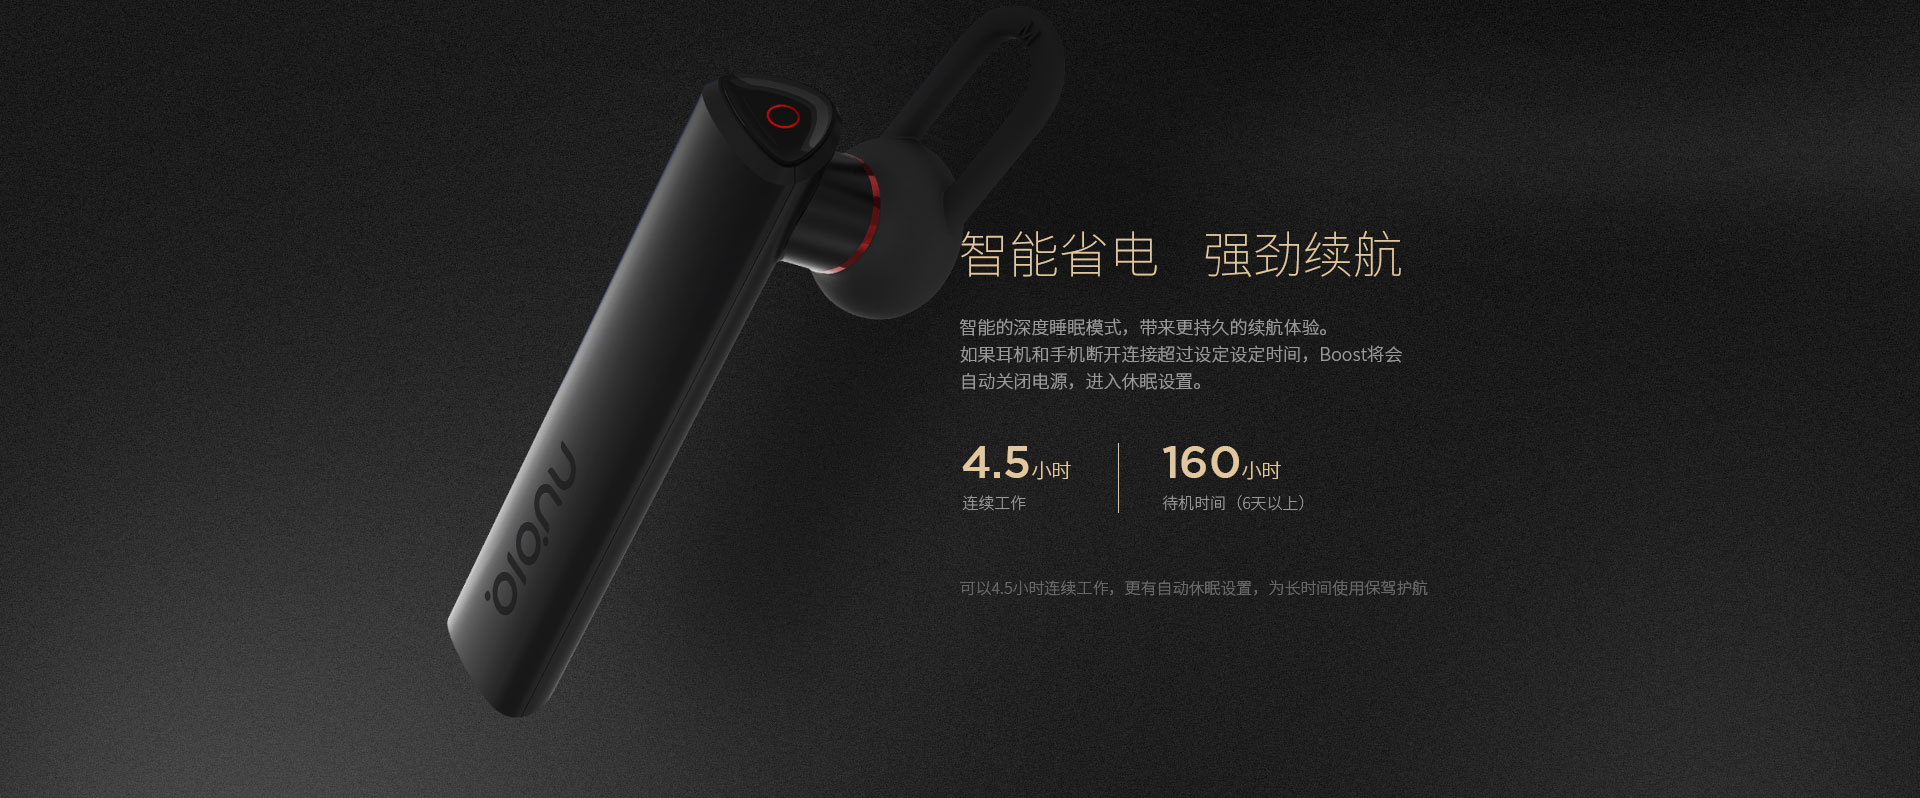 智能省电 强劲续航
智能的深度睡眠模式，带来更持久的续航体验。
如果耳机和手机断开连接超过设定设定时间，Boost将会
自动关闭电源，进入休眠设置。
4.5小时
连续工作
160小时
待机时间（6天以上）
可以4.5小时连续工作，更有自动休眠设置，为长时间使用保驾护航